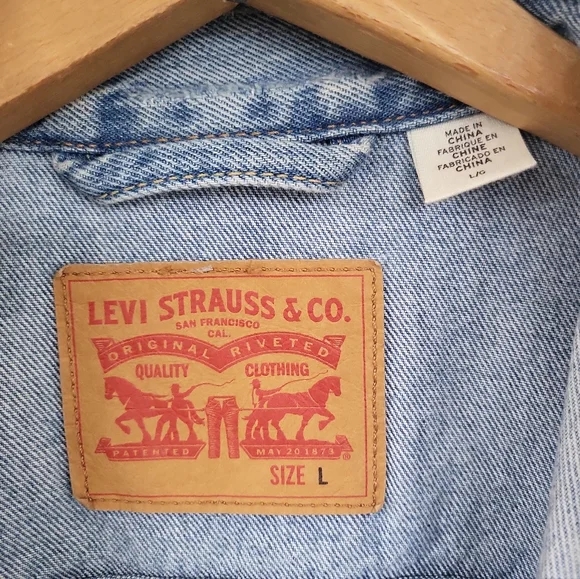 MADE IN
CHINA
FABRIQUE EN
CHINE
FABRICADO EN
CHINA
L/G
LEVI STRAUSS & CO.
SAN FRANCISCO
CAL.
ORIGINAL RIVETED
QUALITY CLOTHING
PATENTED MAY 20 1873 ®
SIZE L